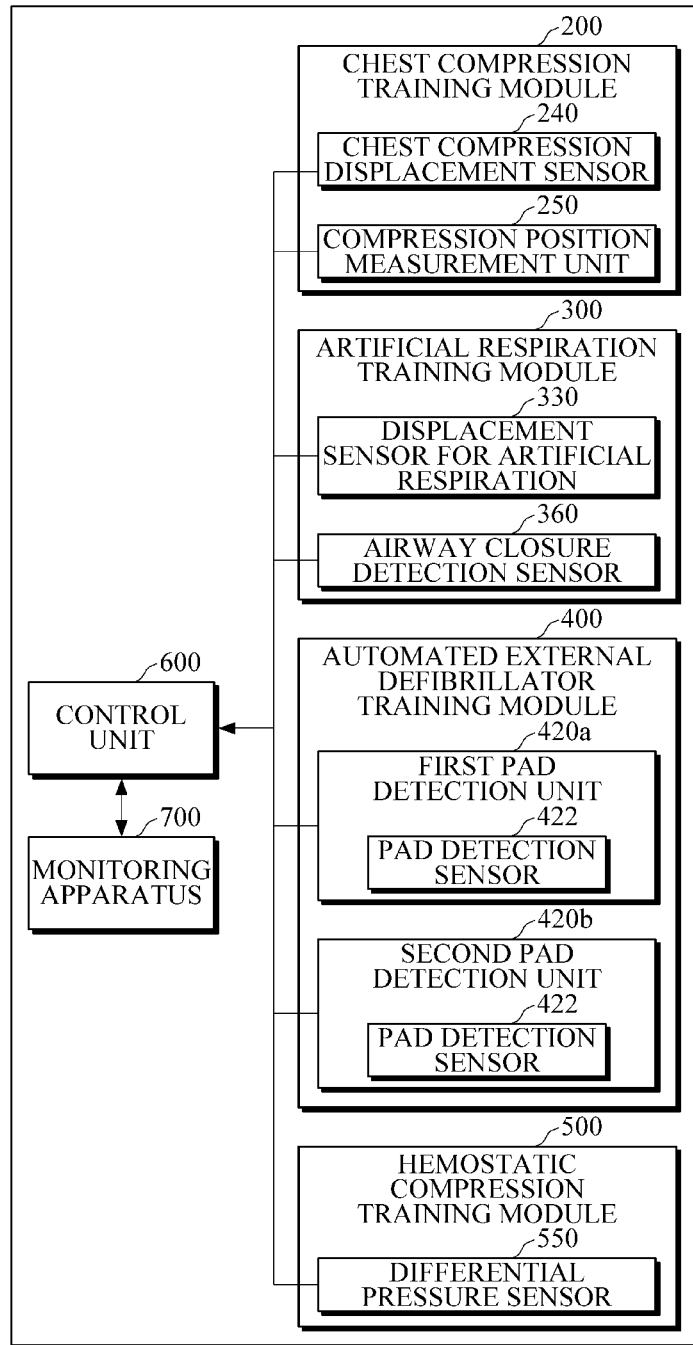 200
CHEST COMPRESSION
TRAINING MODULE
240
CHEST COMPRESSION
DISPLACEMENT SENSOR
250
COMPRESSION POSITION
MEASUREMENT UNIT
300
ARTIFICIAL RESPIRATION
TRAINING MODULE
330
DISPLACEMENT
SENSOR FOR ARTIFICIAL
RESPIRATION
360
AIRWAY CLOSURE
DETECTION SENSOR
400
AUTOMATED EXTERNAL
DEFIBRILLATOR
TRAINING MODULE
420a
FIRST PAD
DETECTION UNIT
422
PAD DETECTION
SENSOR
420b
SECOND PAD
DETECTION UNIT
422
PAD DETECTION
SENSOR
600
CONTROL
UNIT
700
MONITORING
APPARATUS
500
HEMOSTATIC
COMPRESSION
TRAINING MODULE
550
DIFFERENTIAL
PRESSURE SENSOR